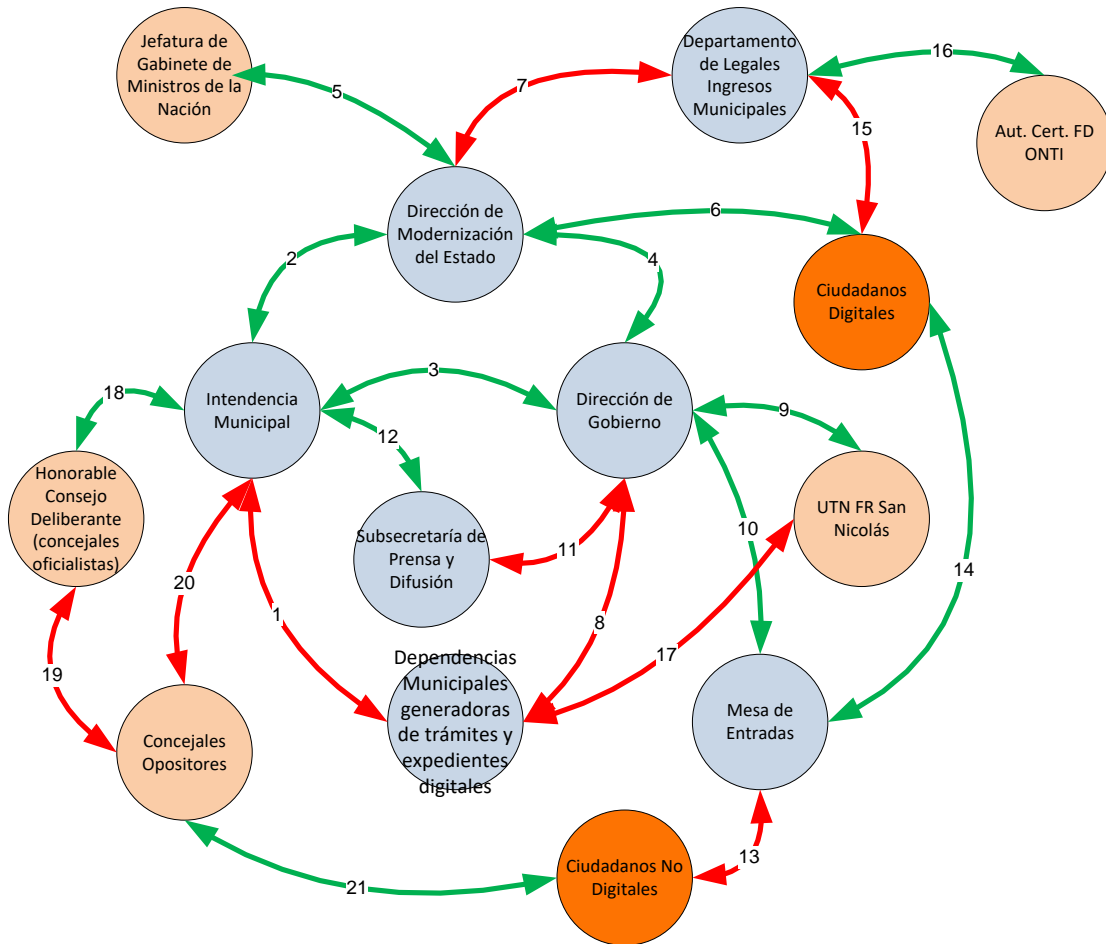 Jefatura de
Gabinete de
Ministros de la
Nación
5
7
Departamento
de Legales
Ingresos
Municipales
16
15
Aut. Cert. FD
ONTI
Dirección de
Modernización
del Estado
6
2
4
Ciudadanos
Digitales
18
Intendencia
Municipal
3
Dirección de
Gobierno
9
12
Honorable
Consejo
Deliberante
(concejales
oficialistas)
Subsecretaría de
Prensa y
Difusión
11
10
UTN FR San
Nicolás
14
20
1
8
17
19
Dependencias
Municipales
generadoras
de trámites y
expedientes
digitales
Mesa de
Entradas
Concejales
Opositores
13
21
Ciudadanos No
Digitales